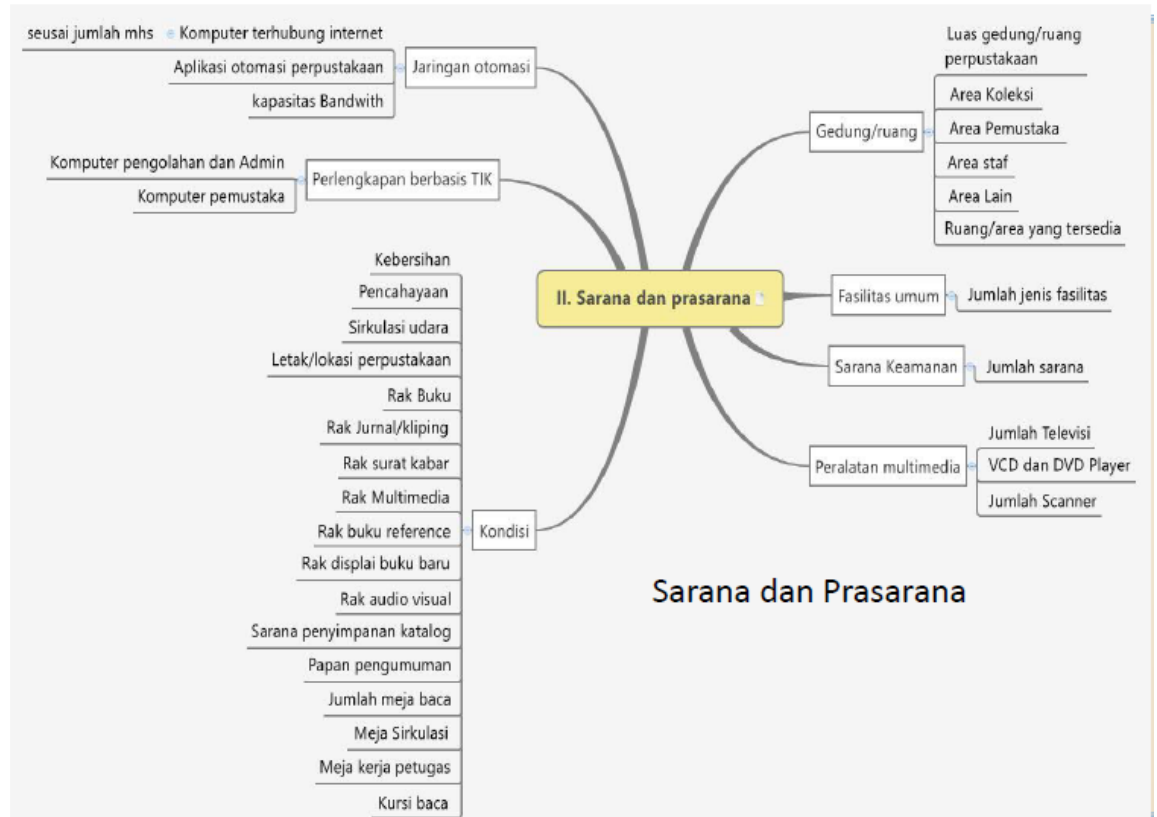 seusai jumlah mhs
Komputer terhubung internet
Aplikasi otomasi perpustakaan
kapasitas Bandwith
Jaringan otomasi
Komputer pengolahan dan Admin
Komputer pemustaka
Perlengkapan berbasis TIK
Kebersihan
Pencahayaan
Sirkulasi udara
Letak/lokasi perpustakaan
Rak Buku
Rak Jurnal/kliping
Rak surat kabar
Rak Multimedia
Rak buku reference
Rak displai buku baru
Rak audio visual
Sarana penyimpanan katalog
Papan pengumuman
Jumlah meja baca
Meja Sirkulasi
Meja kerja petugas
Kursi baca
Kondisi
II. Sarana dan prasarana
Gedung/ruang
Luas gedung/ruang
perpustakaan
Area Koleksi
Area Pemustaka
Area staf
Area Lain
Ruang/area yang tersedia
Fasilitas umum
Jumlah jenis fasilitas
Sarana Keamanan
Jumlah sarana
Peralatan multimedia
Jumlah Televisi
VCD dan DVD Player
Jumlah Scanner
Sarana dan Prasarana